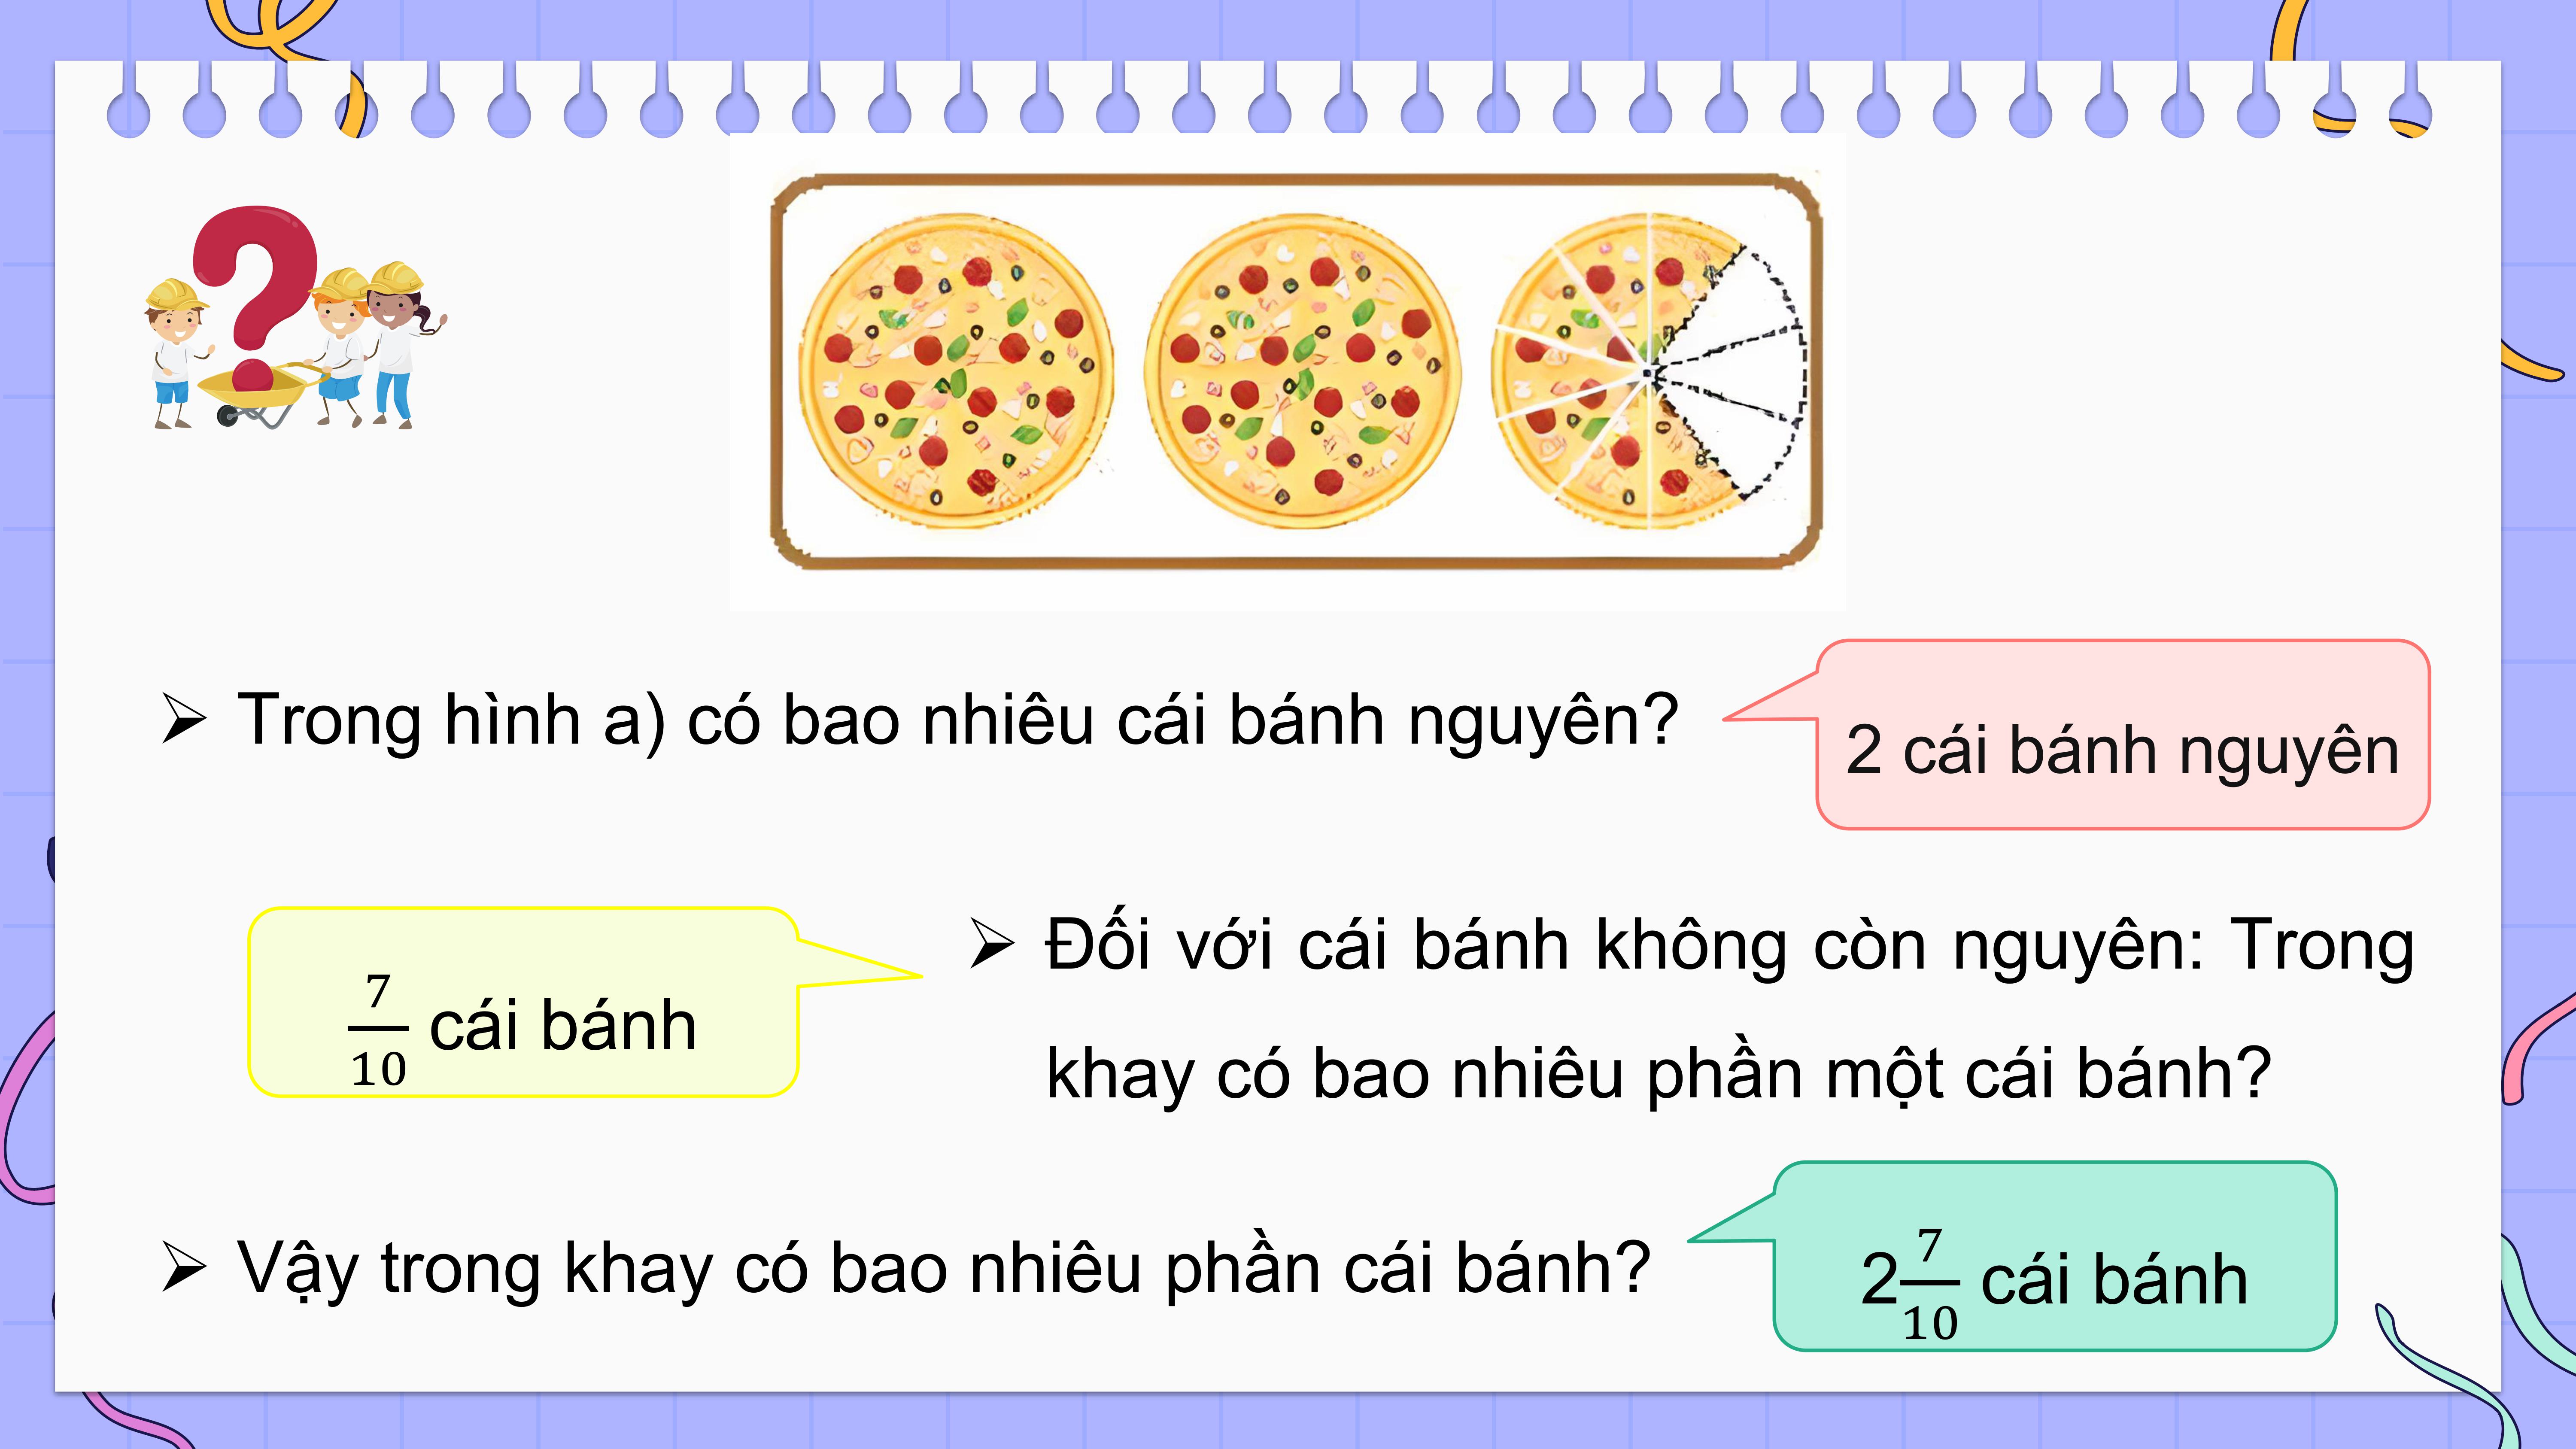 Trong hình a) có bao nhiêu cái bánh nguyên?
2 cái bánh nguyên
7/10 cái bánh
Đối với cái bánh không còn nguyên: Trong
khay có bao nhiêu phần một cái bánh?
Vậy trong khay có bao nhiêu phần cái bánh?
2 7/10 cái bánh